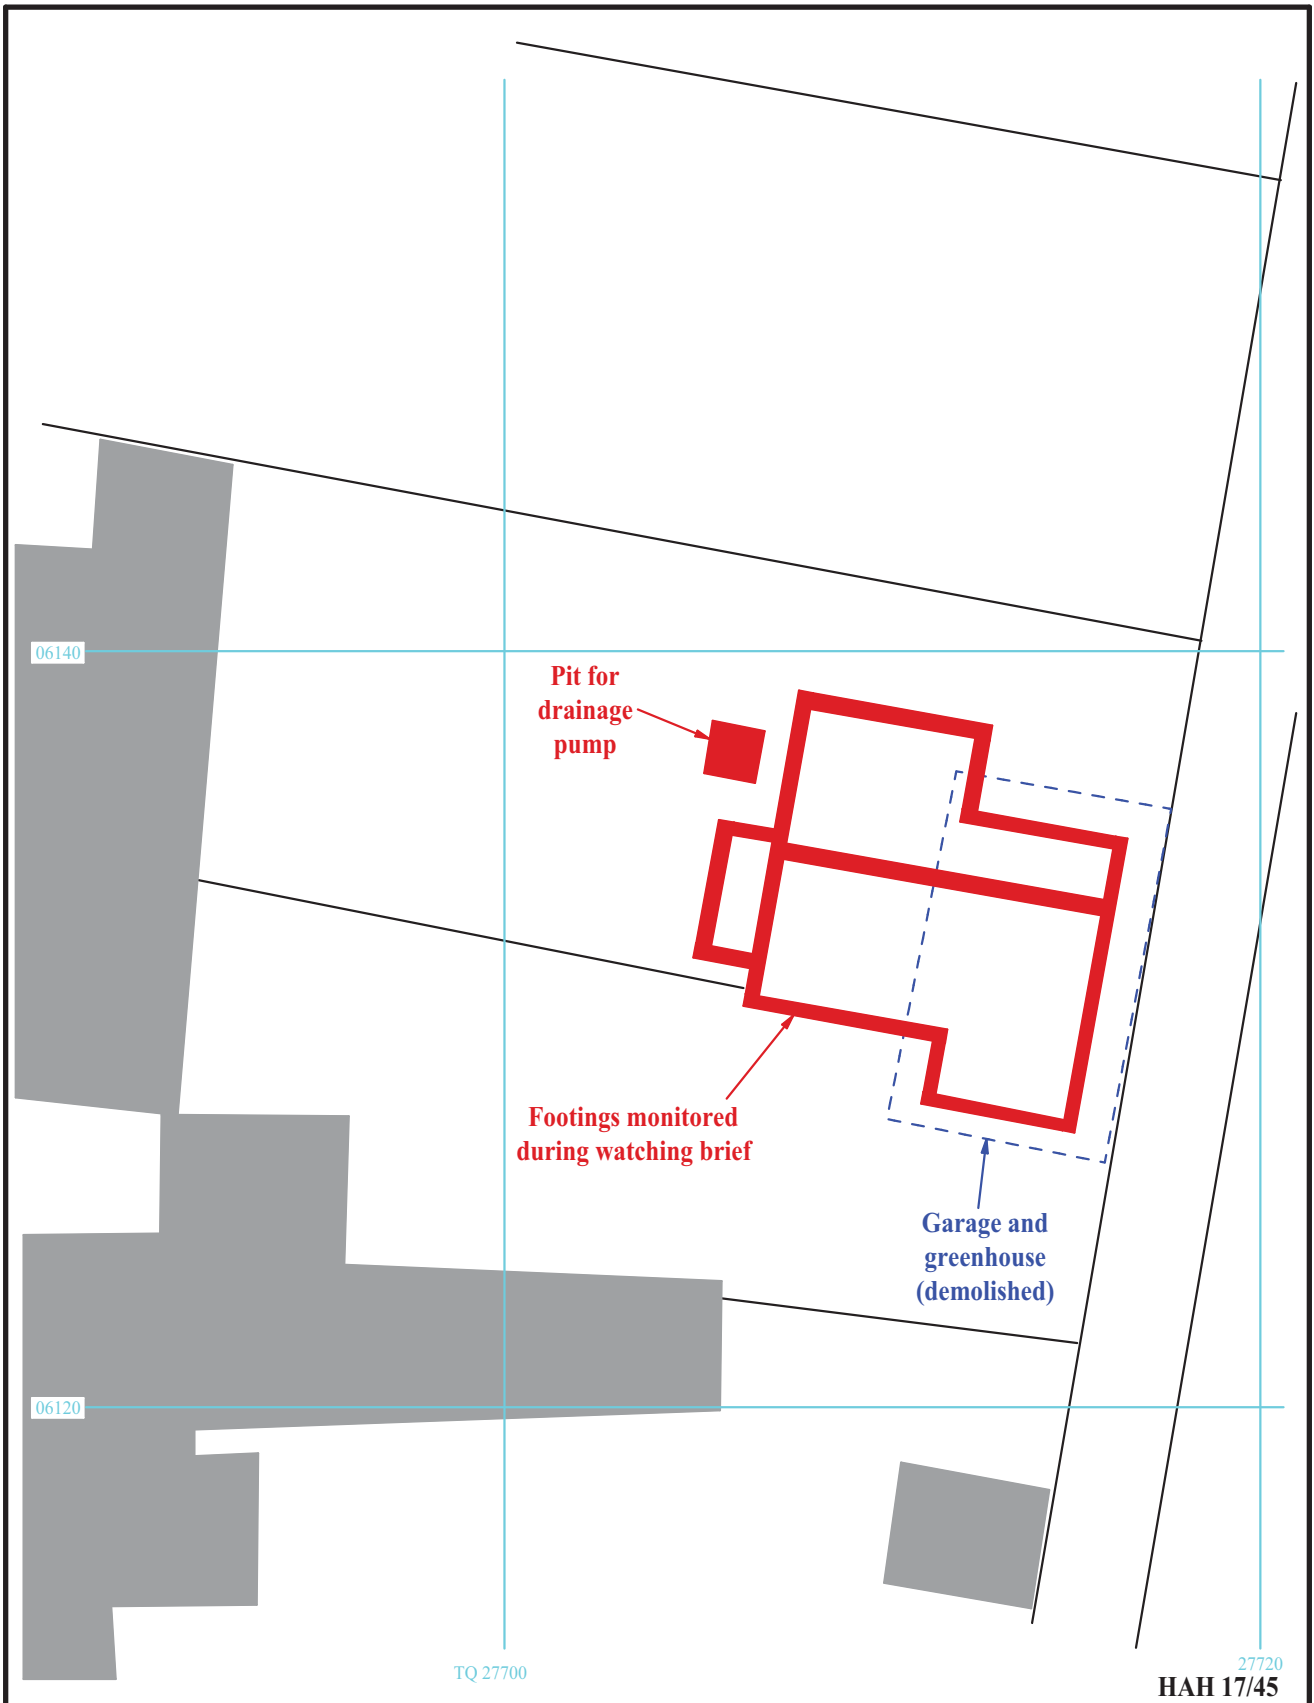 06140
Pit for
drainage
pump
Footings monitored
during watching brief
Garage and
greenhouse
(demolished)
06120
TQ 27700
27720
HAH 17/45